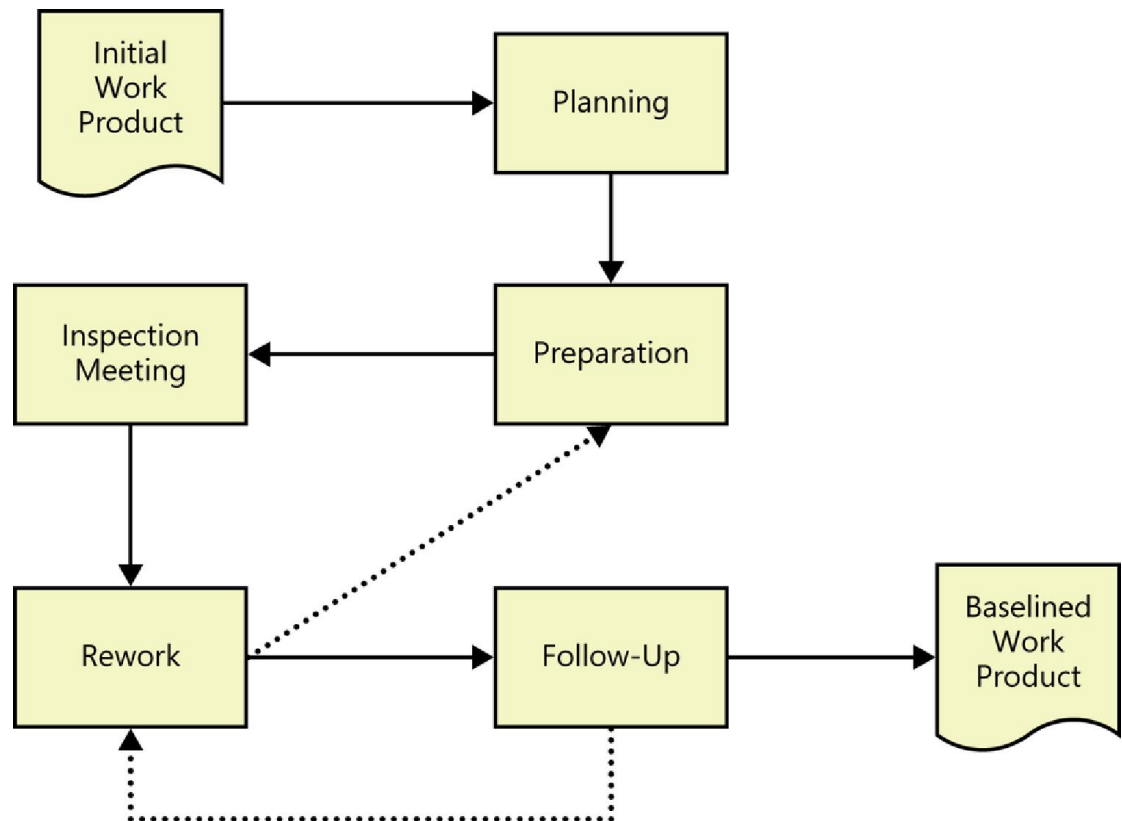 Initial
Work
Product
Planning
Inspection
Meeting
Preparation
Rework
Follow-Up
Baselined
Work
Product